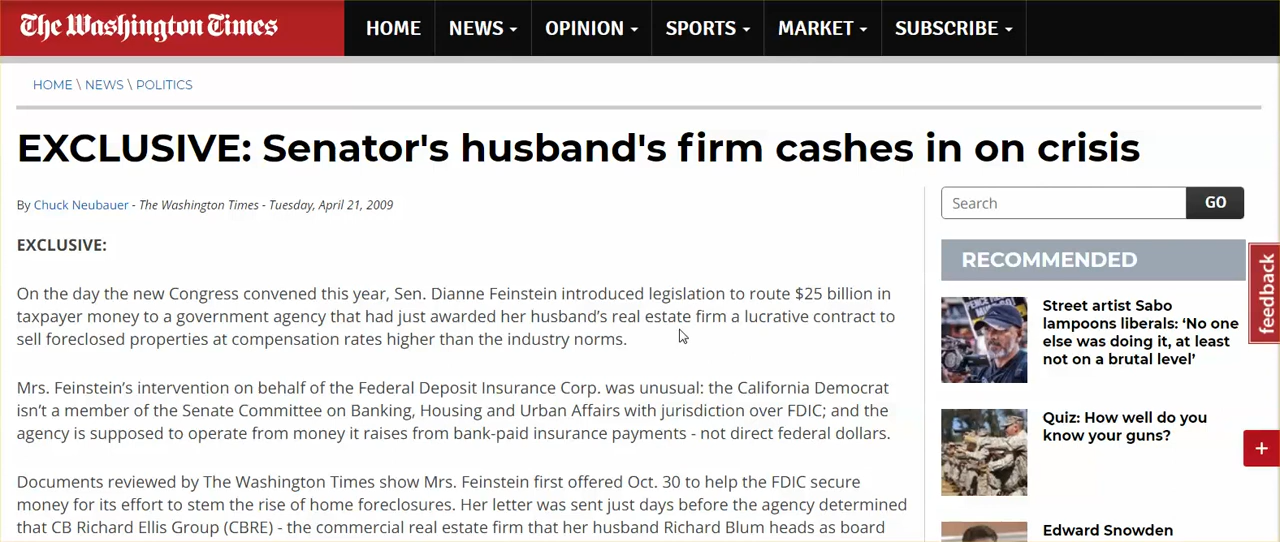 The Washington Times
HOME NEWS OPINION SPORTS MARKET SUBSCRIBE
HOME \ NEWS \ POLITICS
EXCLUSIVE: Senator's husband's firm cashes in on crisis
By Chuck Neubauer - The Washington Times - Tuesday, April 21, 2009
EXCLUSIVE:
On the day the new Congress convened this year, Sen. Dianne Feinstein introduced legislation to route $25 billion in
taxpayer money to a government agency that had just awarded her husband’s real estate firm a lucrative contract to
sell foreclosed properties at compensation rates higher than the industry norms.
Mrs. Feinstein’s intervention on behalf of the Federal Deposit Insurance Corp. was unusual: the California Democrat
isn’t a member of the Senate Committee on Banking, Housing and Urban Affairs with jurisdiction over FDIC; and the
agency is supposed to operate from money it raises from bank-paid insurance payments - not direct federal dollars.
Documents reviewed by The Washington Times show Mrs. Feinstein first offered Oct. 30 to help the FDIC secure
money for its effort to stem the rise of home foreclosures. Her letter was sent just days before the agency determined
that CB Richard Ellis Group (CBRE) - the commercial real estate firm that her husband Richard Blum heads as board
Search GO
RECOMMENDED
Street artist Sabo
lampoons liberals: ‘No one
else was doing it, at least
not on a brutal level’
Quiz: How well do you
know your guns?
Edward Snowden
feedback
+